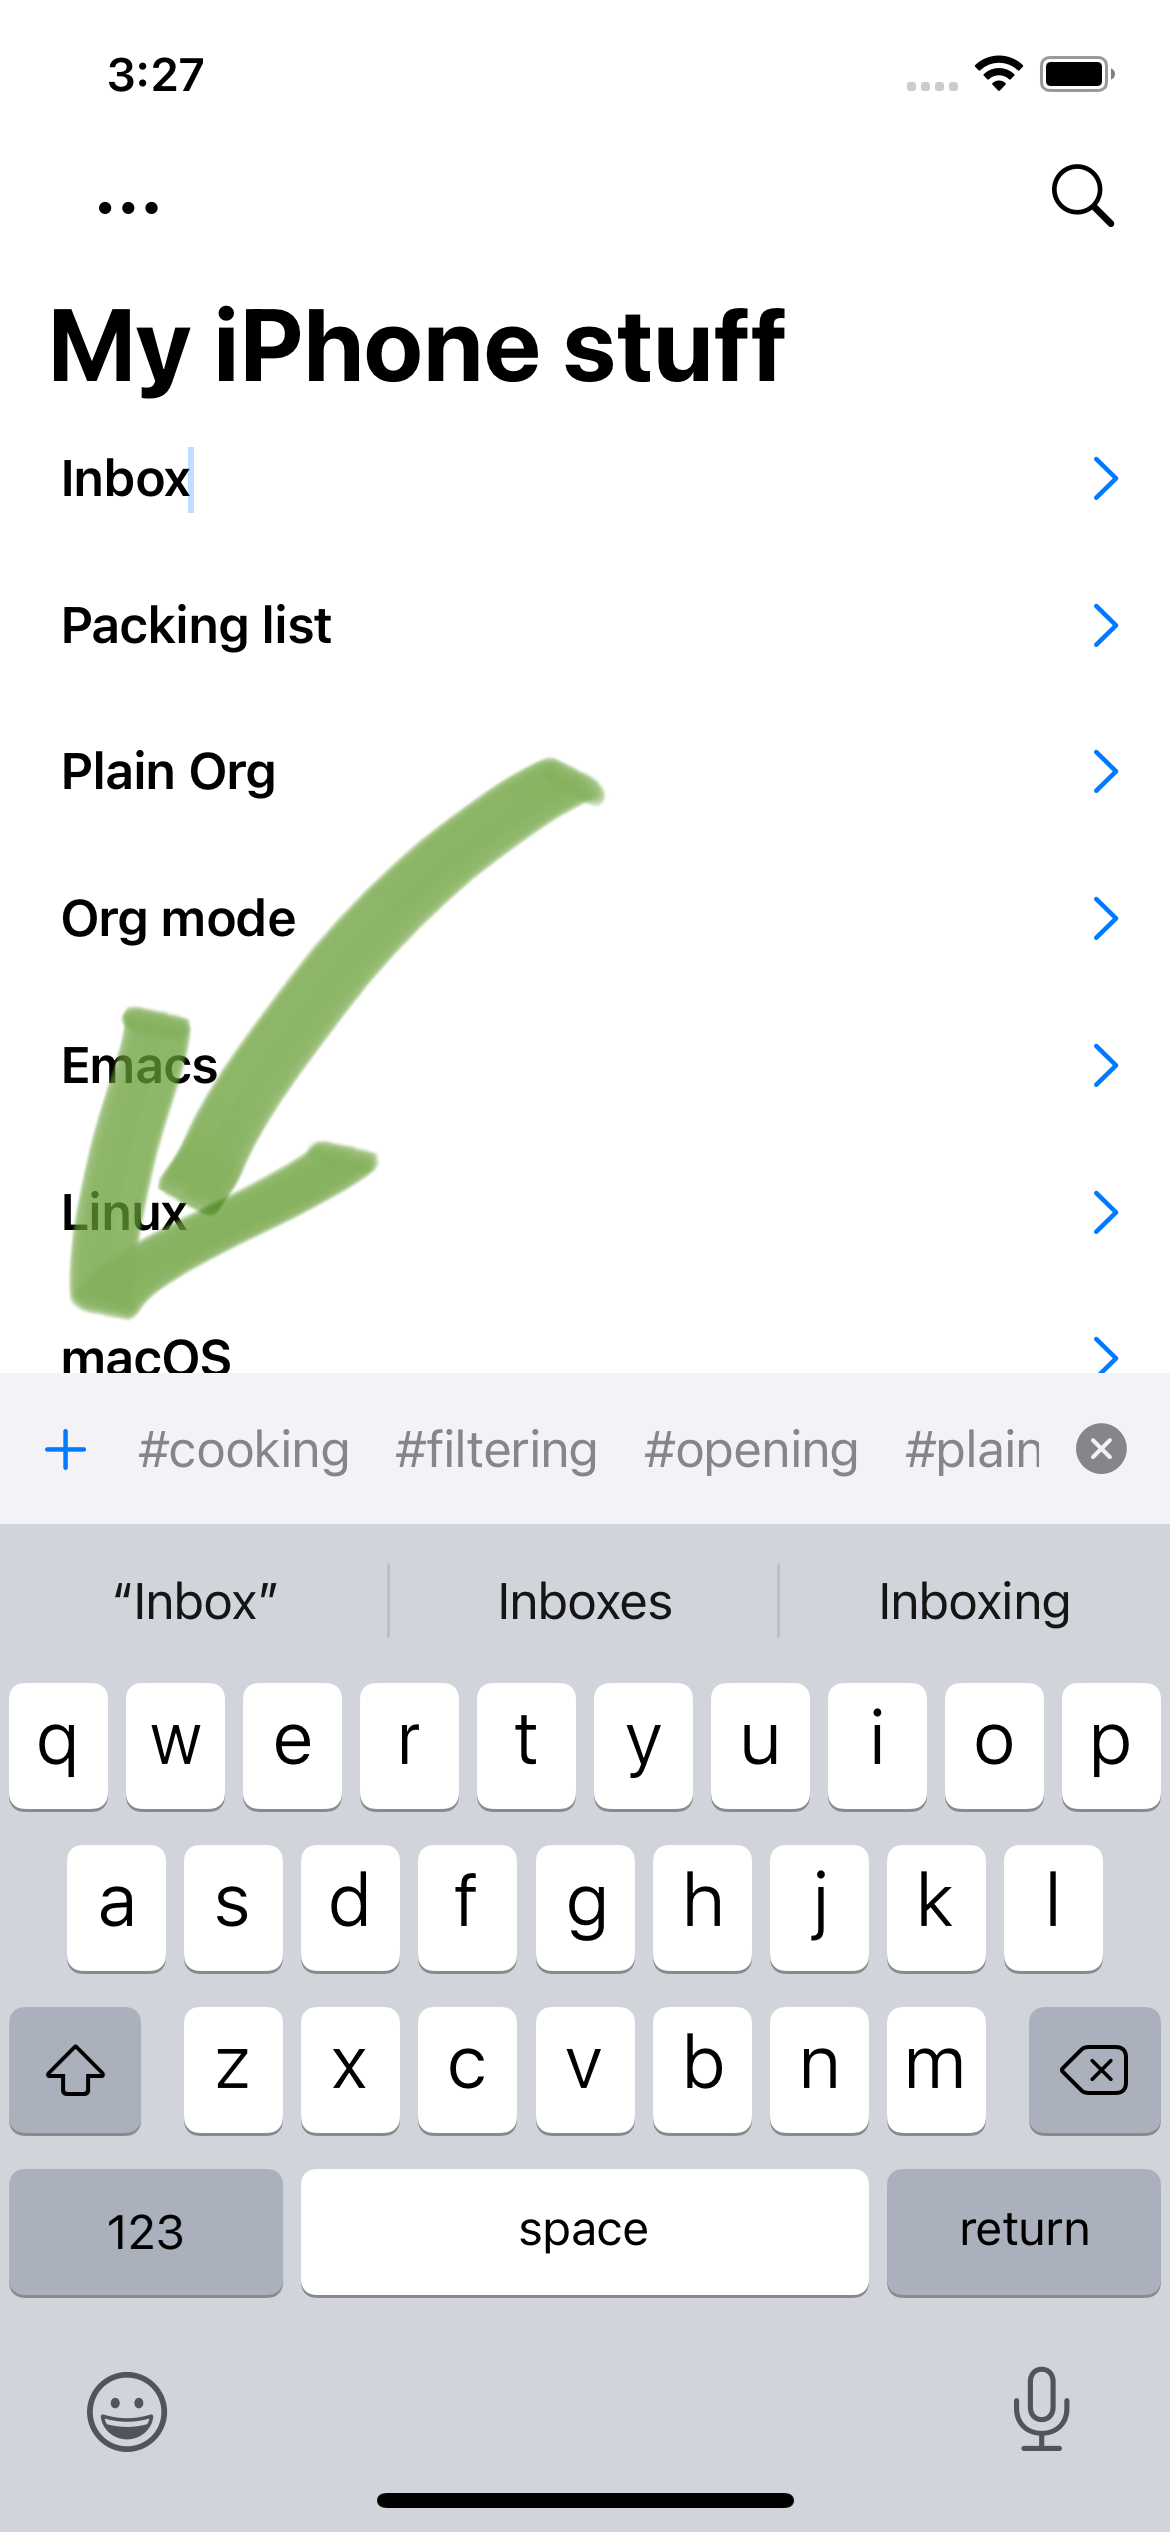 3:27
My iPhone stuff
Inbox
Packing list
Plain Org
Org mode
Emacs
Linux
macOS
#cooking #filtering #opening #plain
“Inbox” Inboxes Inboxing
q w e r t y u i o p
a s d f g h j k l
z x c v b n m
123 space return